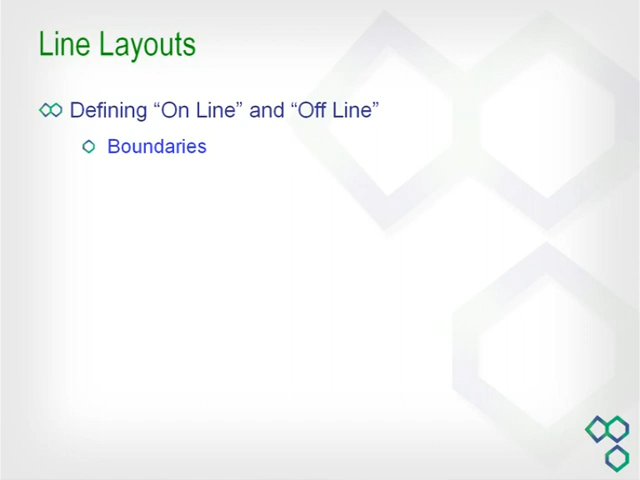 Line Layouts
Defining “On Line” and “Off Line”
Boundaries